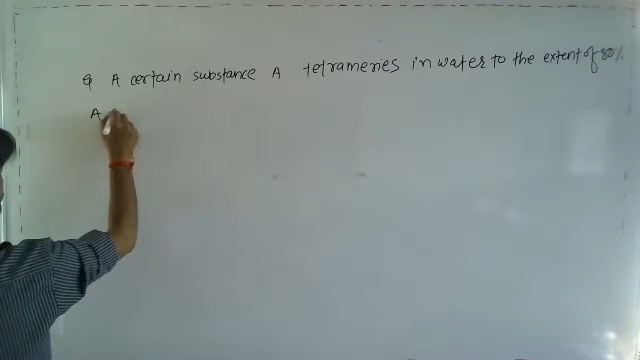 Q A certain substance A tetrameries in water to the extent of 80%
A